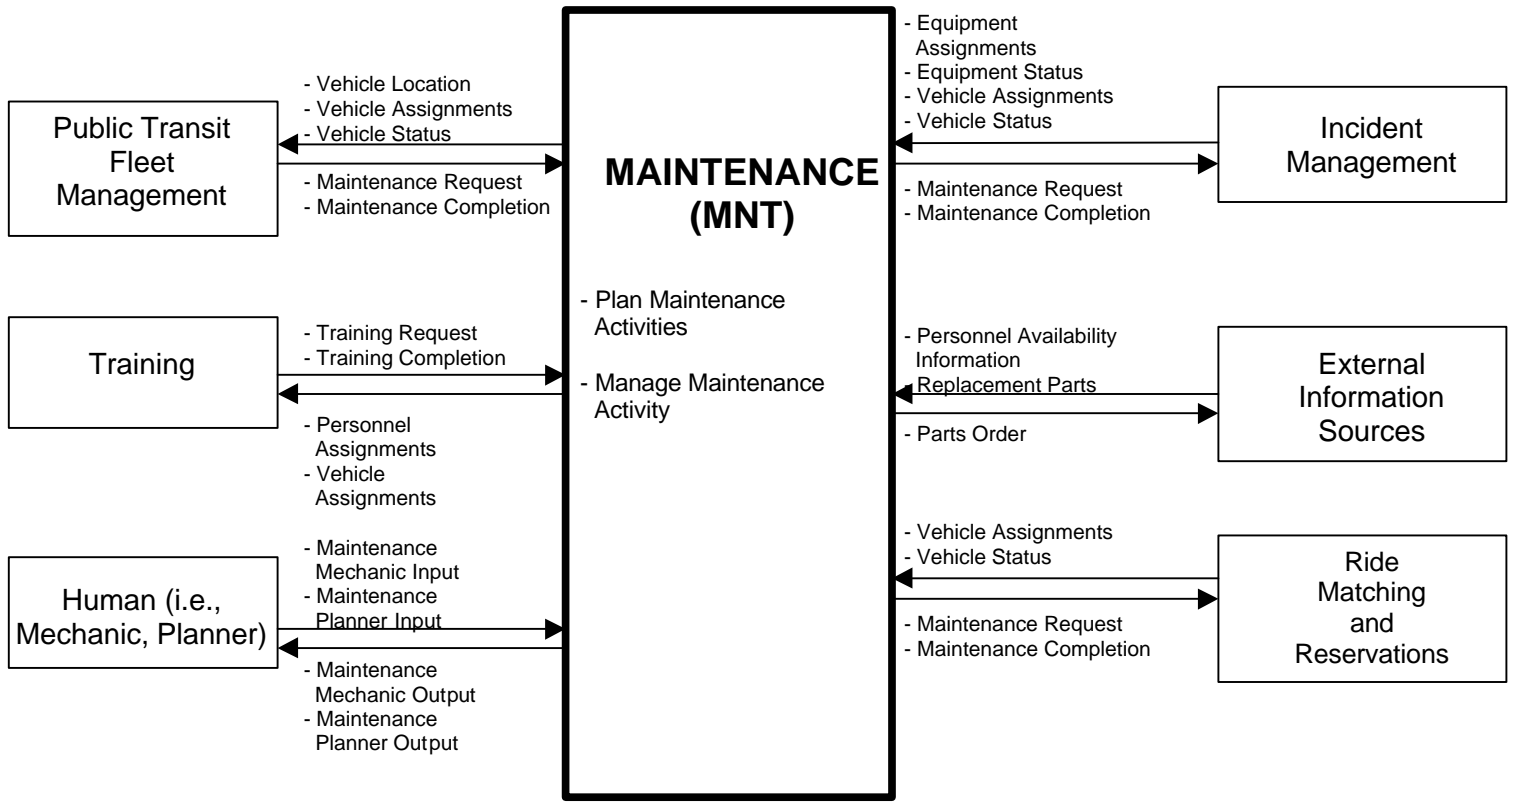 Public Transit
Fleet
Management
- Vehicle Location
- Vehicle Assignments
- Vehicle Status
- Maintenance Request
- Maintenance Completion
Training
- Training Request
- Training Completion
- Personnel
Assignments
- Vehicle
Assignments
Human (i.e.,
Mechanic, Planner)
- Maintenance
Mechanic Input
- Maintenance
Planner Input
- Maintenance
Mechanic Output
- Maintenance
Planner Output
MAINTENANCE
(MNT)
- Plan Maintenance
Activities
- Manage Maintenance
Activity
- Equipment
Assignments
- Equipment Status
- Vehicle Assignments
- Vehicle Status
- Maintenance Request
- Maintenance Completion
Incident
Management
- Personnel Availability
Information
- Replacement Parts
- Parts Order
External
Information
Sources
- Vehicle Assignments
- Vehicle Status
- Maintenance Request
- Maintenance Completion
Ride
Matching
and
Reservations